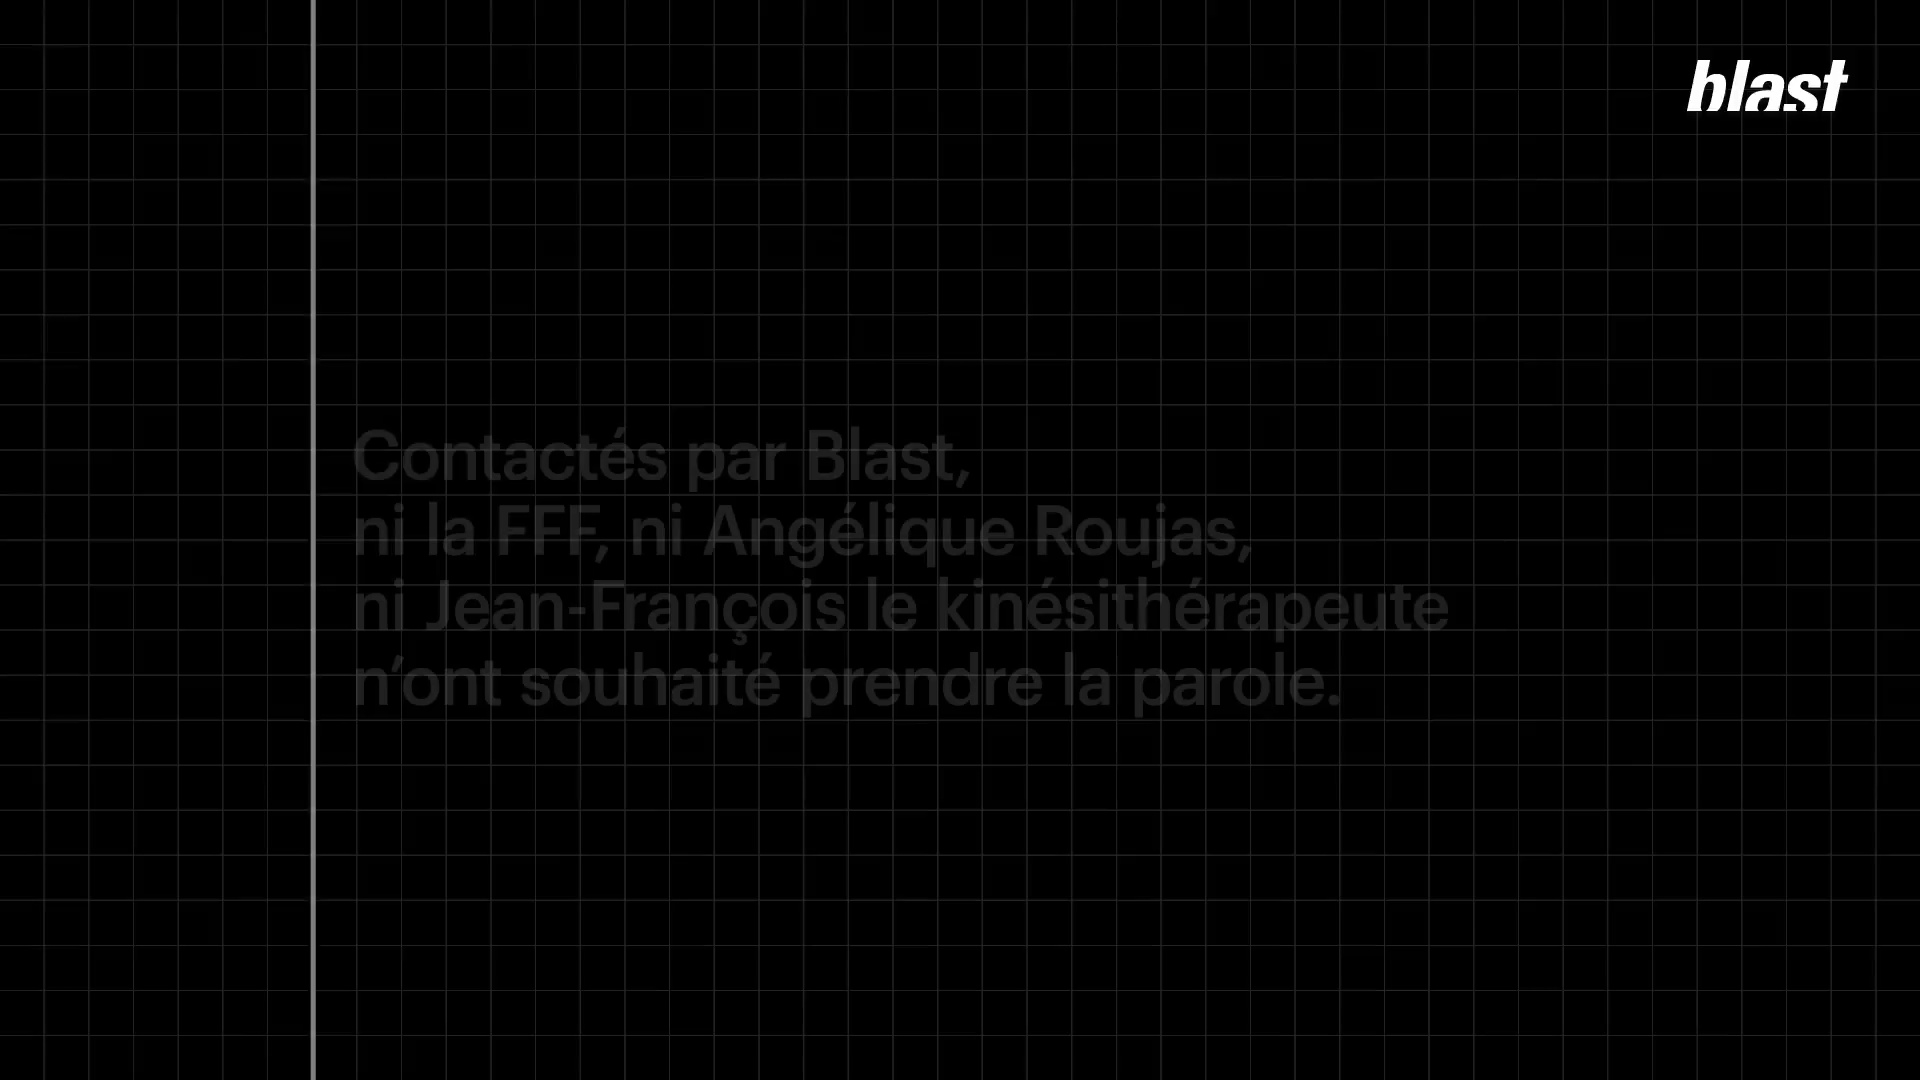 blast
Contactés par Blast,
ni la FFF, ni Angélique Roujas,
ni Jean-François le kinésithérapeute
n’ont souhaité prendre la parole.